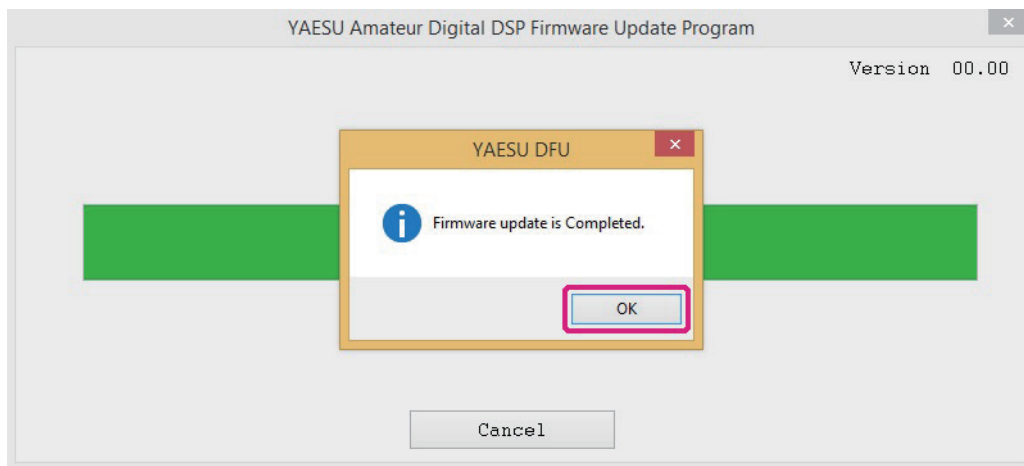 YAESU Amateur Digital DSP Firmware Update Program
Version 00.00
YAESU DFU
Firmware update is Completed.
OK
Cancel